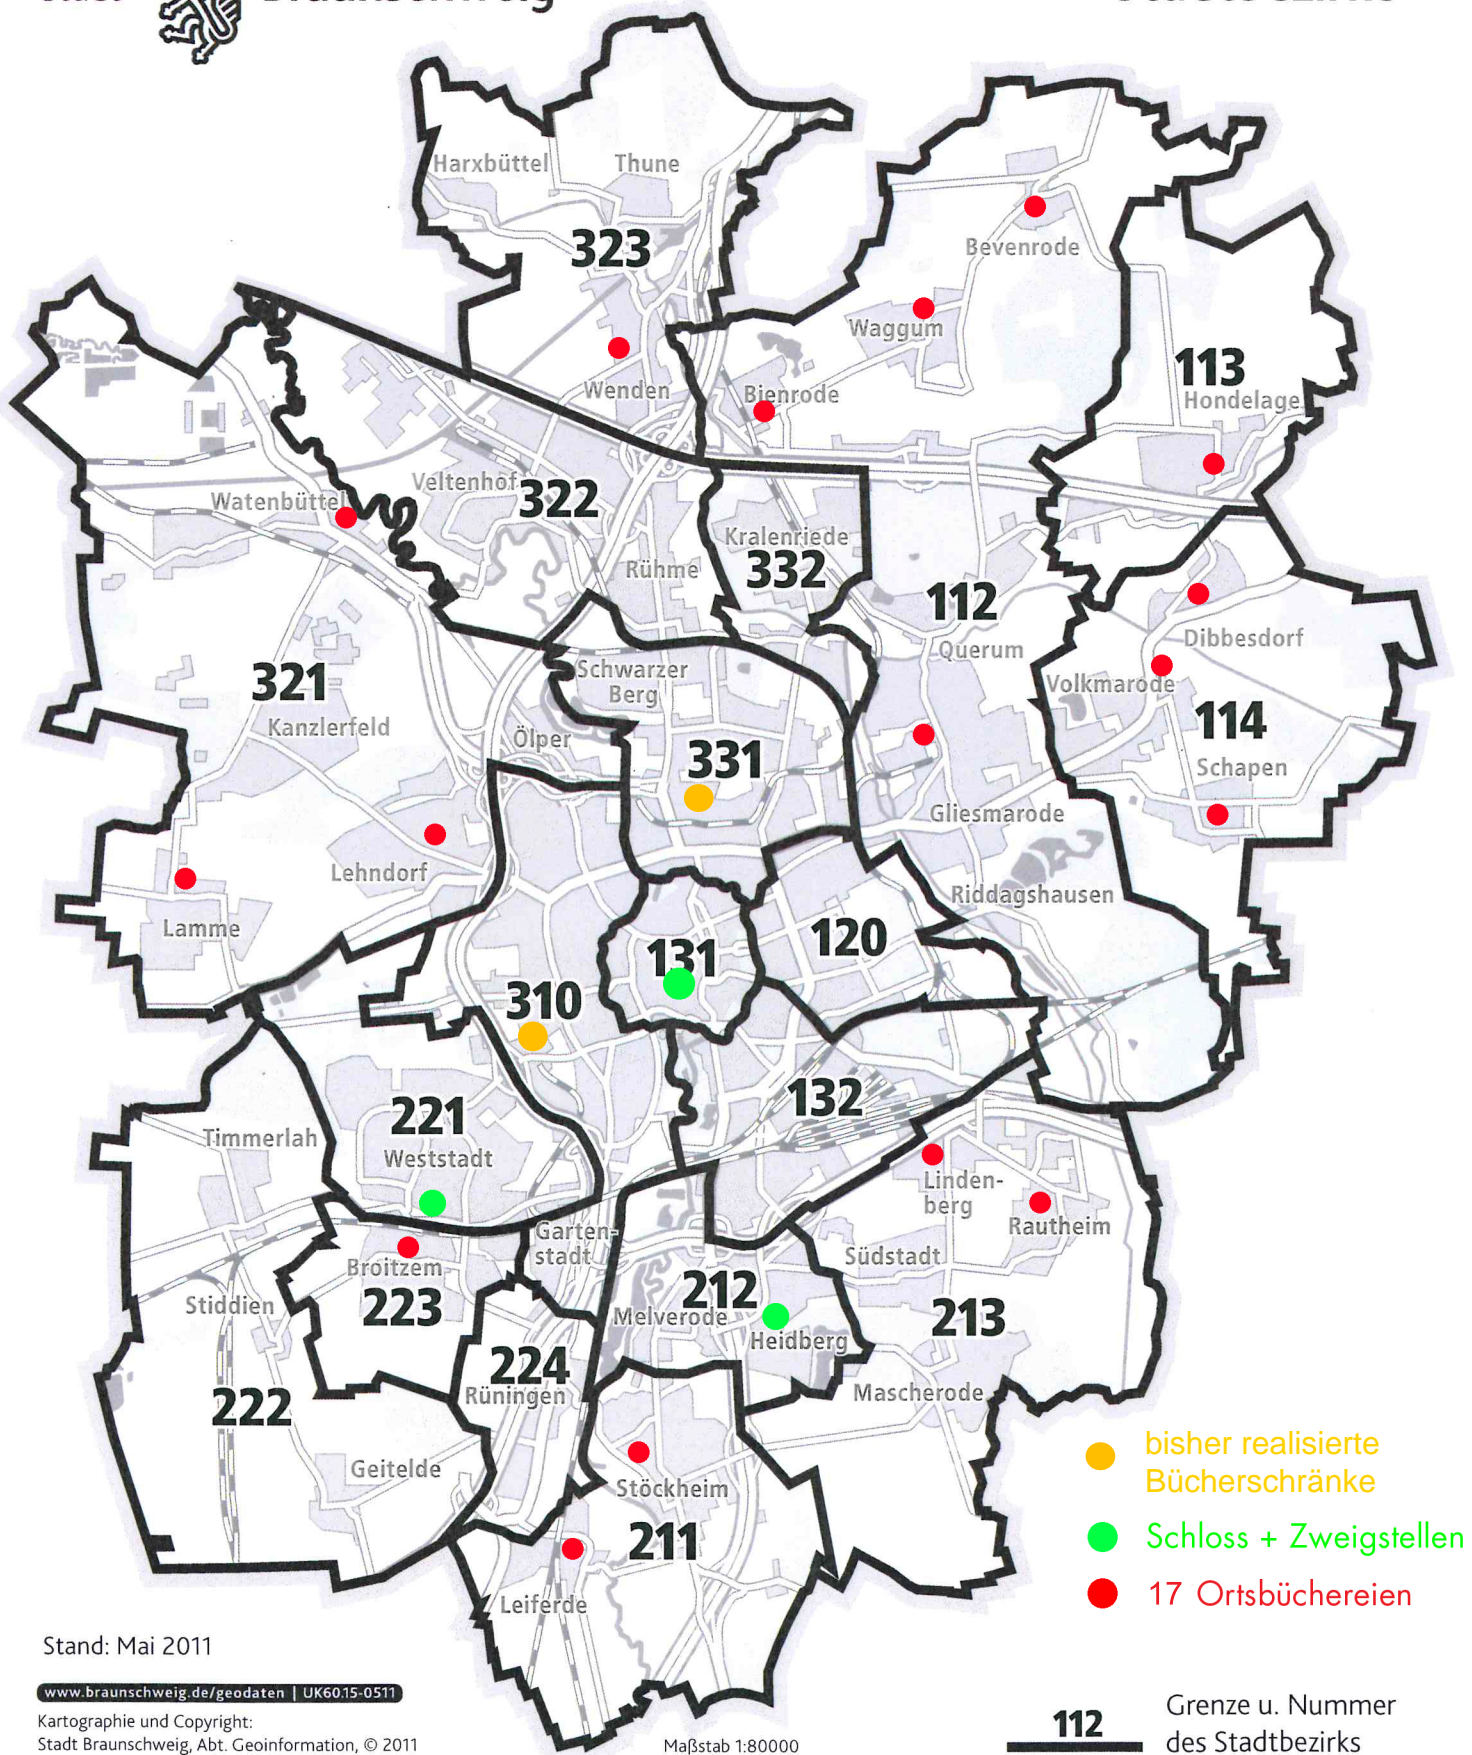 Harxbüttel
Thune
323
Bevenrode
Waggum
113
Hondelage
Wenden
Bienrode
Veltenhof
322
Watenbüttel
Kralenriede
332
Rühme
112
Querum
Dibbesdorf
Volkmarode
114
Schapen
321
Kanzlerfeld
Schwarzer
Berg
Ölper
331
Gliesmarode
Lehndorf
Riddagshausen
Lamme
120
131
310
132
221
Weststadt
Timmerlah
Linden-
berg
Rautheim
Garten-
stadt
Südstadt
Broitzem
223
Stiddien
212
Melverode
Heidberg
213
224
Rüningen
222
Mascherode
Geitelde
Stöckheim
211
Leiferde
bisher realisierte
Bücherschränke
Schloss + Zweigstellen
17 Ortsbüchereien
Stand: Mai 2011
www.braunschweig.de/geodaten | UK60.15-0511
Kartographie und Copyright:
Stadt Braunschweig, Abt. Geoinformation, © 2011
Maßstab 1:80000
112
Grenze u. Nummer
des Stadtbezirks